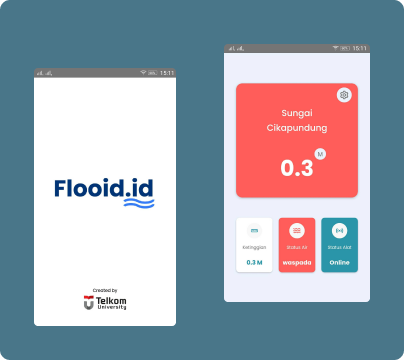 15:11
Flooid.id
Created by
Telkom
University
15:11
Sungai
Cikapundung
0.3 M
Ketinggian
0.3 M
Status Air
waspada
Status Alat
Online